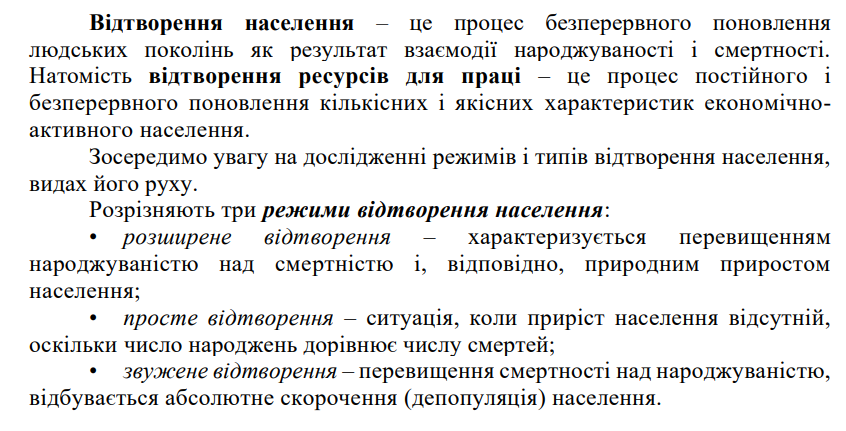 Відтворення населення – це процес безперервного поновлення
людських поколінь як результат взаємодії народжуваності і смертності.
Натомість відтворення ресурсів для праці – це процес постійного і
безперервного поновлення кількісних і якісних характеристик економічно-
активного населення.
Зосередимо увагу на дослідженні режимів і типів відтворення населення,
видах його руху.
Розрізняють три режими відтворення населення:
• розширене відтворення – характеризується перевищенням
народжуваністю над смертністю і, відповідно, природним приростом
населення;
• просте відтворення – ситуація, коли приріст населення відсутній,
оскільки число народжень дорівнює числу смертей;
• звужене відтворення – перевищення смертності над народжуваністю,
відбувається абсолютне скорочення (депопуляція) населення.